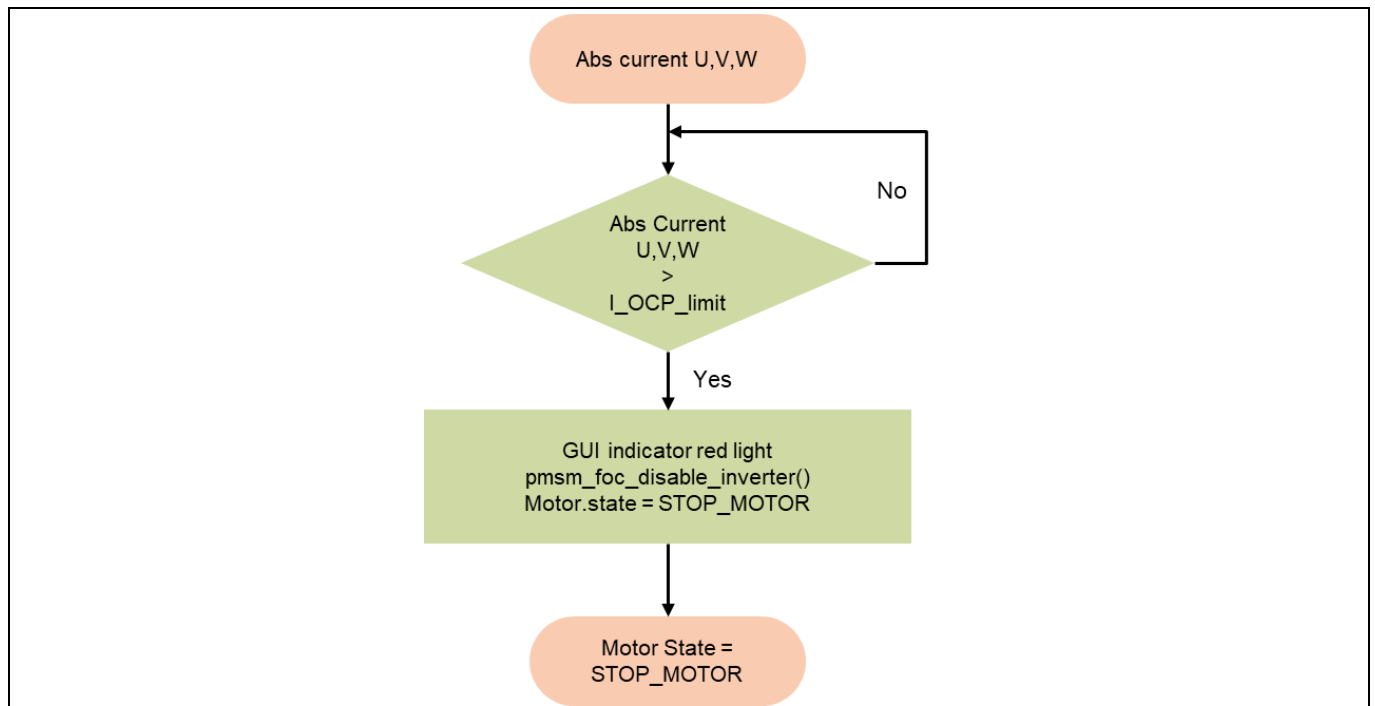 Abs current U,V,W
No
Abs Current
U,V,W
>
I_OCP_limit
Yes
GUI indicator red light
pmsm_foc_disable_inverter()
Motor.state = STOP_MOTOR
Motor State =
STOP_MOTOR